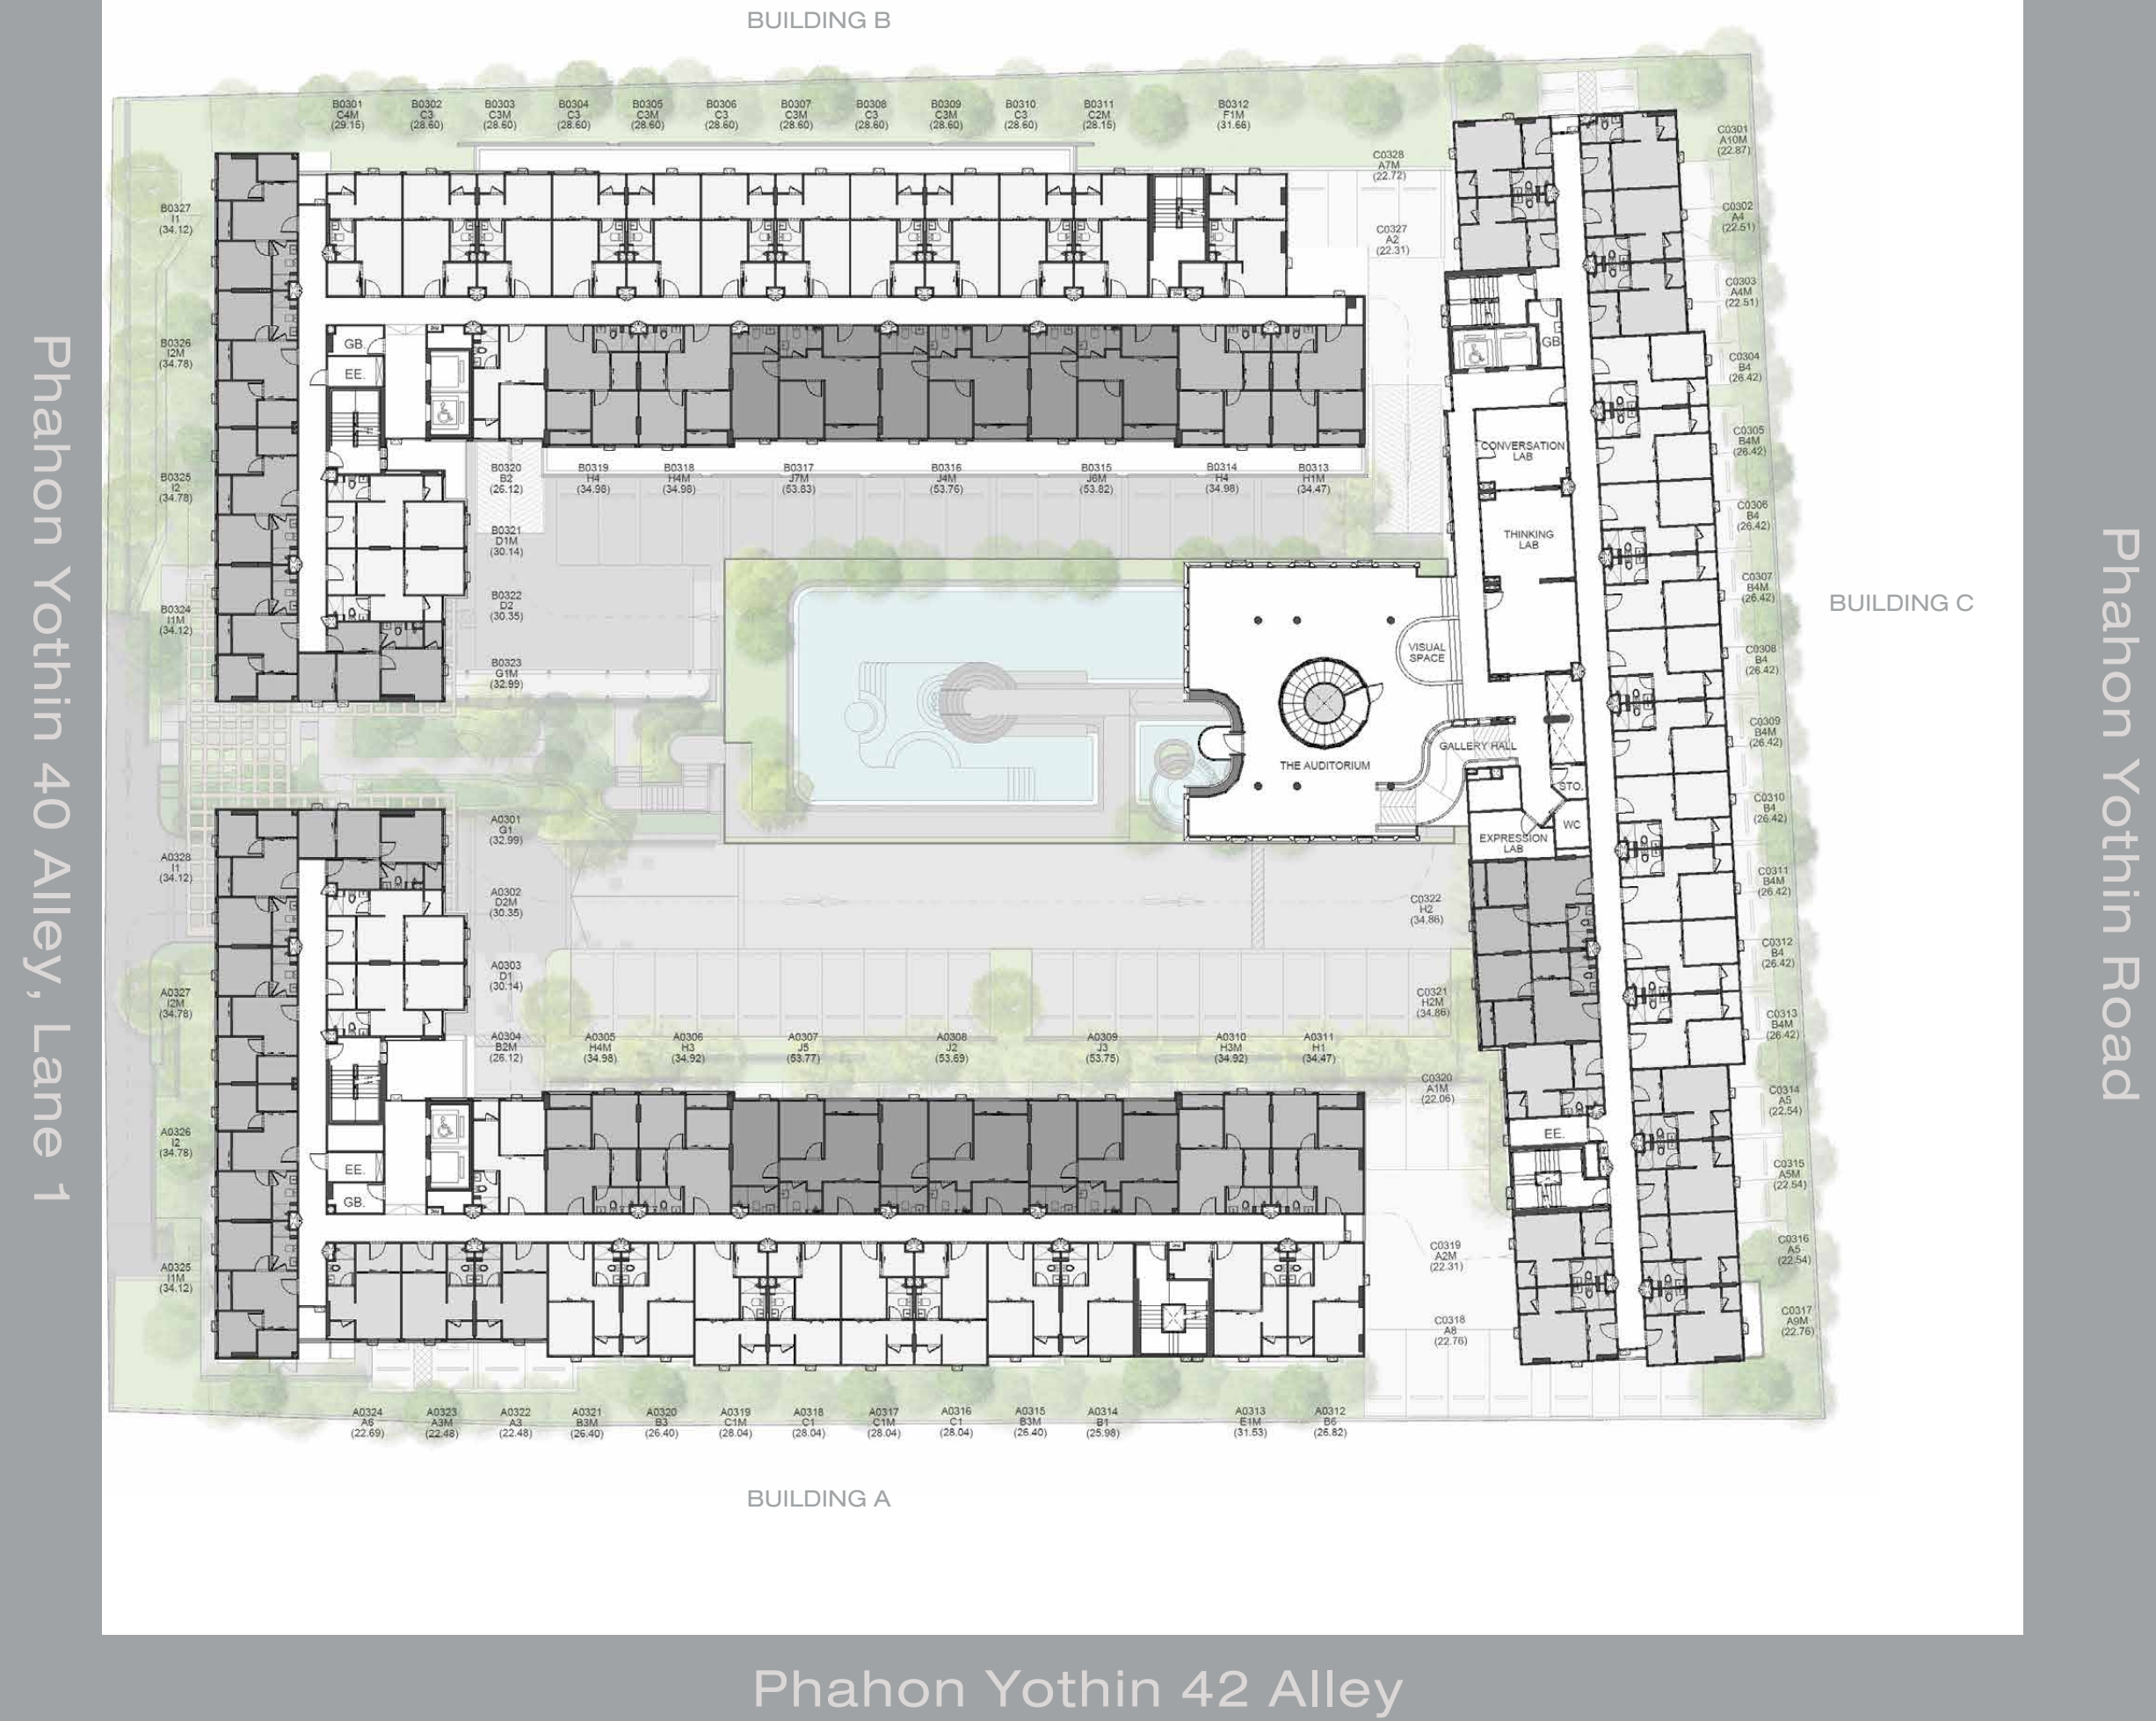 BUILDING B
B0301
C4M
(29.15)
B0302
C3
(28.60)
B0303
C3M
(28.60)
B0304
C3
(28.60)
B0305
C3M
(28.60)
B0306
C3
(28.60)
B0307
C3M
(28.60)
B0308
C3
(28.60)
B0309
C3M
(28.60)
B0310
C3
(28.60)
B0311
C2M
(28.15)
B0312
F1M
(31.66)
B0327
I1
(34.12)
B0326
I2M
(34.78)
B0325
I2
(34.78)
B0324
I1M
(34.12)
GB.
EE.
B0320
B2
(26.12)
B0319
H4
(34.98)
B0318
H4M
(34.98)
B0317
J7M
(53.83)
B0316
J4M
(53.76)
B0315
J6M
(53.82)
B0314
H4
(34.98)
B0313
H1M
(34.47)
B0321
D1M
(30.14)
B0322
D2
(30.35)
B0323
G1M
(32.99)
C0328
A7M
(22.72)
C0327
A2
(22.31)
C0301
A10M
(22.87)
C0302
A4
(22.51)
C0303
A4M
(22.51)
C0304
B4
(26.42)
C0305
B4M
(26.42)
C0306
B4
(26.42)
C0307
B4M
(26.42)
C0308
B4
(26.42)
C0309
B4M
(26.42)
C0310
B4
(26.42)
C0311
B4M
(26.42)
C0312
B4
(26.42)
C0313
B4M
(26.42)
C0314
A5
(22.54)
C0315
A5M
(22.54)
C0316
A5
(22.54)
C0317
A9M
(22.76)
GB
CONVERSATION
LAB
THINKING
LAB
VISUAL
SPACE
GALLERY HALL
THE AUDITORIUM
STO.
WC
EXPRESSION
LAB
BUILDING C
C0322
H2
(34.86)
C0321
H2M
(34.86)
C0320
A1M
(22.06)
EE.
C0319
A2M
(22.31)
C0318
A8
(22.76)
A0328
I1
(34.12)
A0327
I2M
(34.78)
A0326
I2
(34.78)
A0325
I1M
(34.12)
A0301
G1
(32.99)
A0302
D2M
(30.35)
A0303
D1
(30.14)
A0304
B2M
(26.12)
A0305
H4M
(34.98)
A0306
H3
(34.92)
A0307
J5
(53.77)
A0308
J2
(53.69)
A0309
J3
(53.75)
A0310
H3M
(34.92)
A0311
H1
(34.47)
EE.
GB.
A0324
A6
(22.69)
A0323
A3M
(22.48)
A0322
A3
(22.48)
A0321
B3M
(26.40)
A0320
B3
(26.40)
A0319
C1M
(28.04)
A0318
C1
(28.04)
A0317
C1M
(28.04)
A0316
C1
(28.04)
A0315
B3M
(26.40)
A0314
B1
(25.98)
A0313
E1M
(31.53)
A0312
B6
(26.82)
BUILDING A
Phahon Yothin 40 Alley, Lane 1
Phahon Yothin Road
Phahon Yothin 42 Alley